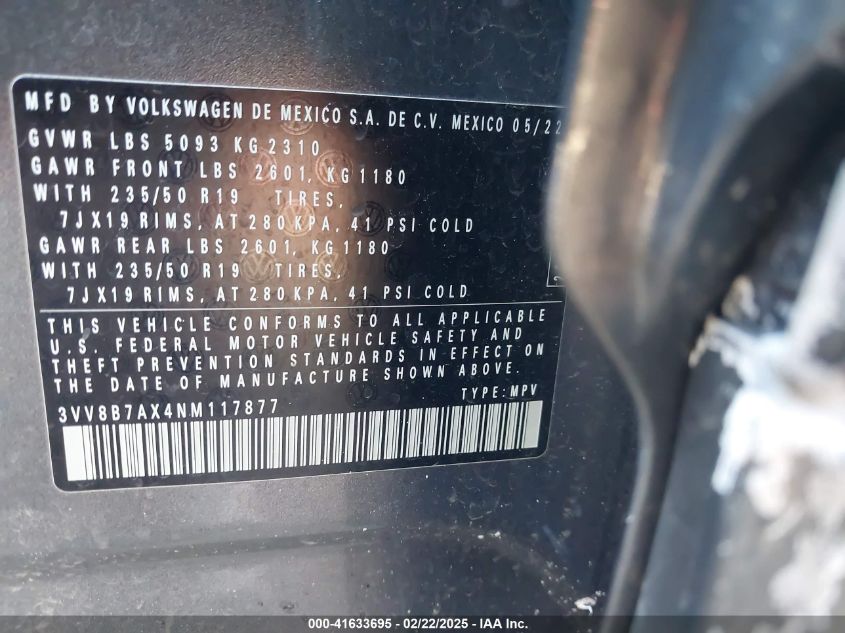 MFD BY VOLKSWAGEN DE MEXICO S.A. DE C.V. MEXICO 05/22
GVWR LBS 5093 KG 2310
GAWR FRONT LBS 2601, KG 1180
WITH 235/50 R19 TIRES,
7JX19 RIMS, AT 280 KPA, 41 PSI COLD
GAWR REAR LBS 2601, KG 1180
WITH 235/50 R19 TIRES,
7JX19 RIMS, AT 280 KPA, 41 PSI COLD
THIS VEHICLE CONFORMS TO ALL APPLICABLE
U.S. FEDERAL MOTOR VEHICLE SAFETY AND
THEFT PREVENTION STANDARDS IN EFFECT ON
THE DATE OF MANUFACTURE SHOWN ABOVE.
TYPE: MPV
3VV8B7AX4NM117877
000-41633695 - 02/22/2025 - IAA Inc.